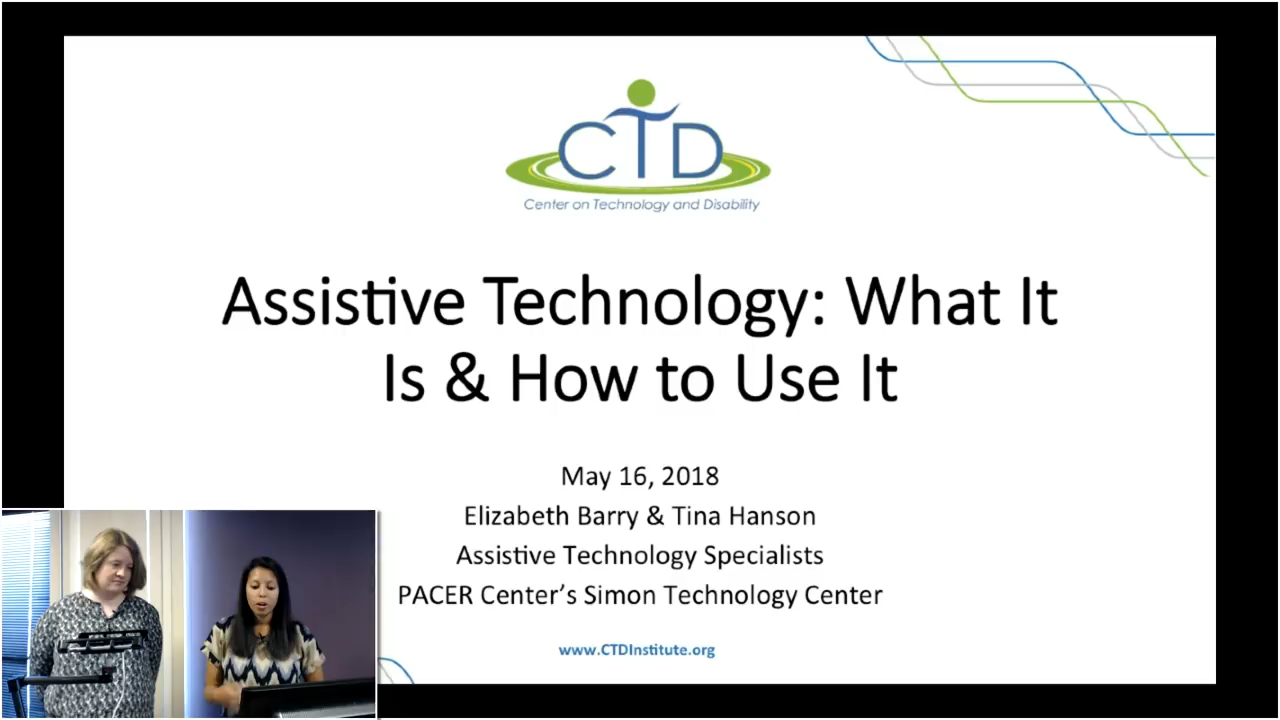 CTD
Center on Technology and Disability
Assistive Technology: What It
Is & How to Use It
May 16, 2018
Elizabeth Barry & Tina Hanson
Assistive Technology Specialists
PACER Center's Simon Technology Center
www.CTDInstitute.org